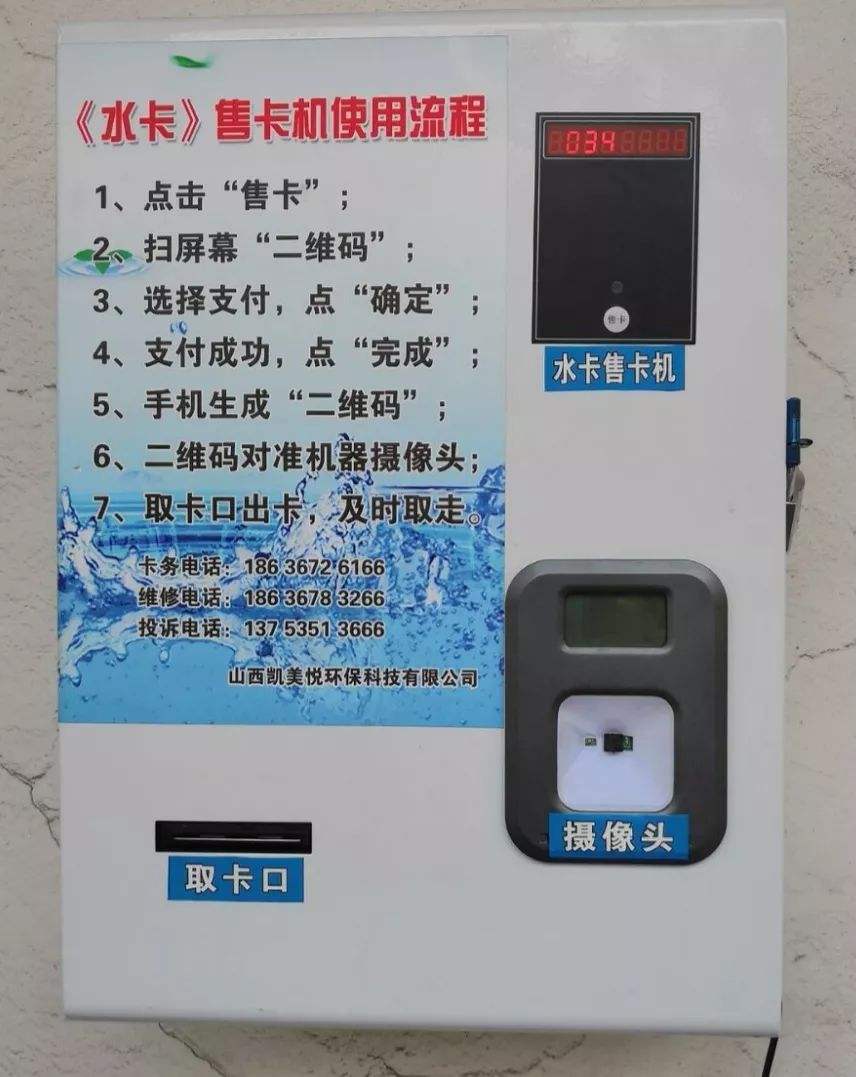 《水卡》售卡机使用流程
1、点击“售卡”；
2、扫屏幕“二维码”；
3、选择支付，点“确定”；
4、支付成功，点“完成”；
5、手机生成“二维码”；
6、二维码对准机器摄像头；
7、取卡口出卡，及时取走。
卡务电话：186 3672 6166
维修电话：186 3678 3266
投诉电话：137 5351 3666
山西凯美悦环保科技有限公司
034
售卡
水卡售卡机
摄像头
取卡口